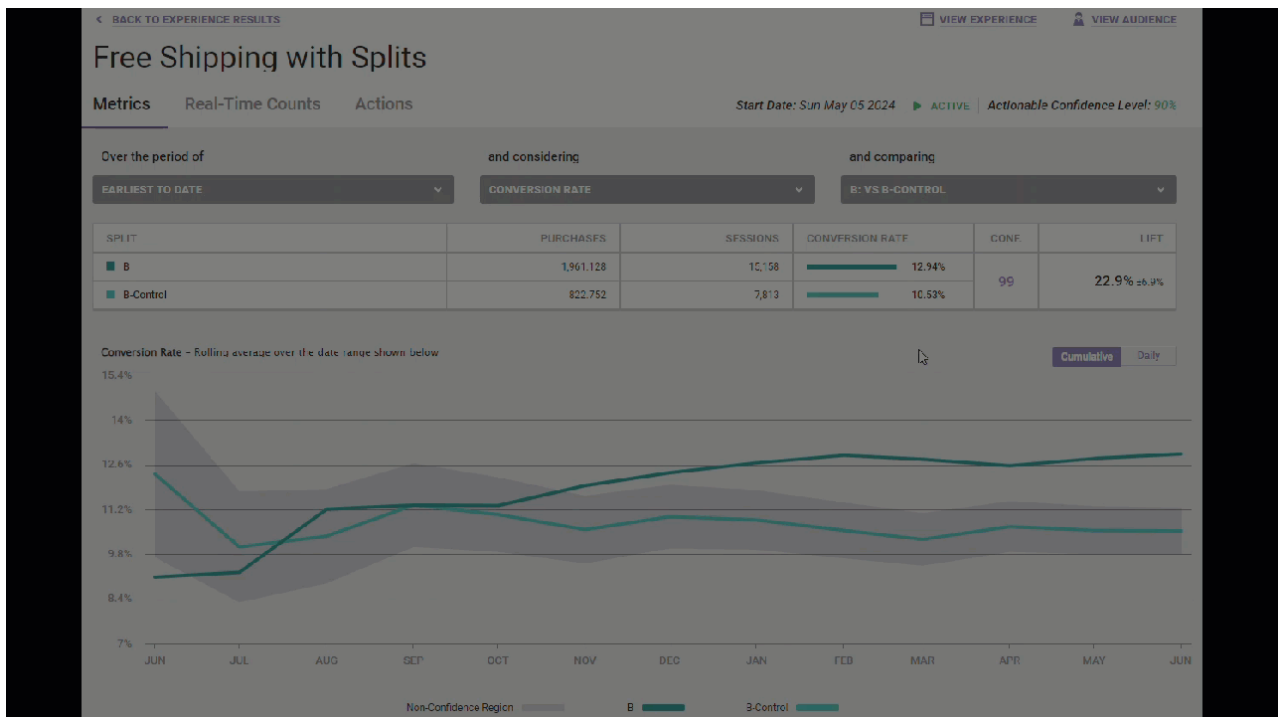 BACK TO EXPERIENCE RESULTS
VIEW EXPERIENCE
VIEW AUDIENCE
Free Shipping with Splits
Metrics Real-Time Counts Actions
Start Date: Sun May 05 2024 ACTIVE Actionable Confidence Level: 90%
Over the period of and considering and comparing
EARLIEST TO DATE CONVERSION RATE B: VS B-CONTROL
SPLIT PURCHASES SESSIONS CONVERSION RATE CONF. LIFT
B 1,961.128 15,158 12.94%
99 22.9% ±6.9%
B-Control 822.752 7,813 10.53%
Conversion Rate - Rolling average over the date range shown below
Cumulative Daily
15.4%
14%
12.6%
11.2%
9.8%
8.4%
7%
JUN JUL AUG SEP OCT NOV DEC JAN FEB MAR APR MAY JUN
Non-Confidence Region B B-Control